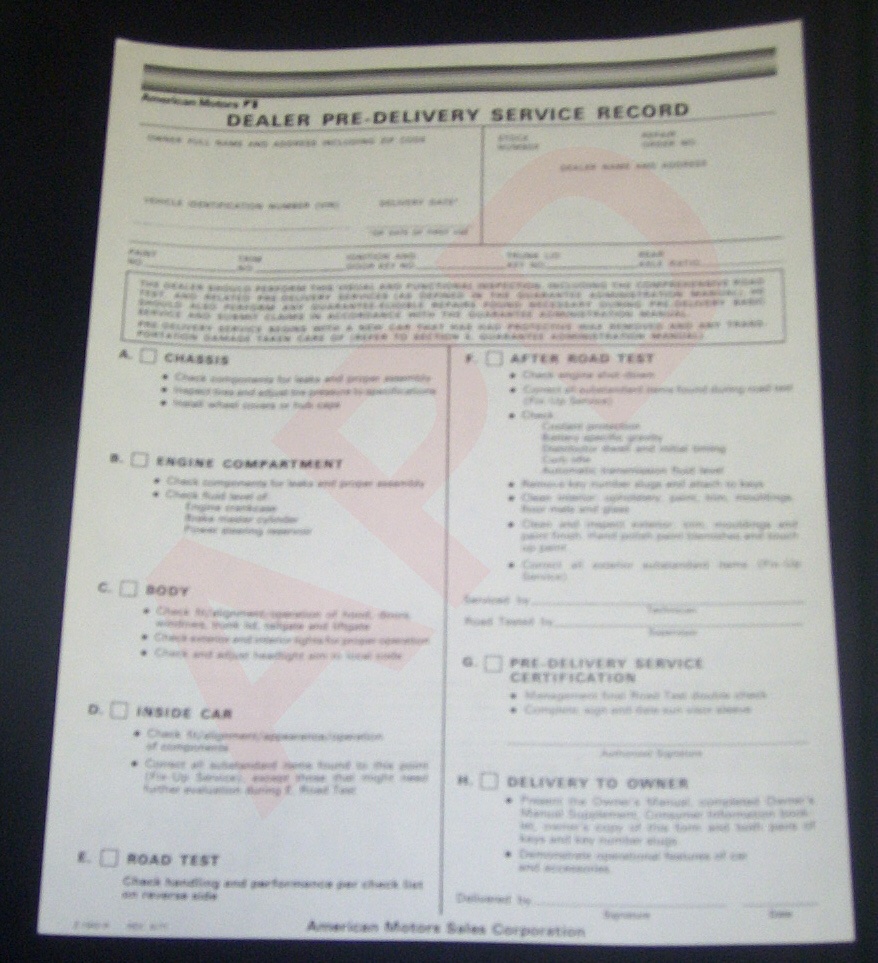 American Motors
DEALER PRE-DELIVERY SERVICE RECORD
OWNER FULL NAME AND ADDRESS INCLUDING ZIP CODE
STOCK NUMBER
REPAIR ORDER NO.
DEALER NAME AND ADDRESS
VEHICLE IDENTIFICATION NUMBER (VIN)
DELIVERY DATE*
*OR DATE OF FIRST USE
PAINT NO.
TRIM NO.
IGNITION AND DOOR KEY NO.
TRUNK LID KEY NO.
REAR AXLE RATIO
THE DEALER SHOULD PERFORM THIS VISUAL AND FUNCTIONAL INSPECTION, INCLUDING THE COMPREHENSIVE ROAD
TEST, AND RELATED PRE-DELIVERY SERVICES (AS DEFINED IN THE GUARANTEE ADMINISTRATION MANUAL). HE
SHOULD ALSO PERFORM ANY GUARANTEE-ELIGIBLE REPAIRS FOUND NECESSARY DURING PRE-DELIVERY BASIC
SERVICE AND SUBMIT CLAIMS IN ACCORDANCE WITH THE GUARANTEE ADMINISTRATION MANUAL.
PRE-DELIVERY SERVICE BEGINS WITH A NEW CAR THAT HAS HAD PROTECTIVE WAX REMOVED AND ANY TRANS-
PORTATION DAMAGE TAKEN CARE OF (REFER TO SECTION GUARANTEE ADMINISTRATION MANUAL).
A. CHASSIS
• Check components for leaks and proper assembly
• Inspect tires and adjust tire pressure to specifications
• Install wheel covers or hub caps
B. ENGINE COMPARTMENT
• Check components for leaks and proper assembly
• Check fluid level of:
Engine crankcase
Brake master cylinder
Power steering reservoir
C. BODY
• Check fit/alignment/operation of hood, doors,
windows, trunk lid, tailgate and liftgate
• Check exterior and interior lights for proper operation
• Check and adjust headlight aim to local code
D. INSIDE CAR
• Check fit/alignment/appearance/operation
of components
• Correct all substandard items found to this point
(Fix-Up Service), except those that might need
further evaluation during E. Road Test
E. ROAD TEST
Check handling and performance per check list
on reverse side
F. AFTER ROAD TEST
• Check engine shut-down
• Correct all substandard items found during road test
(Fix-Up Service)
• Check:
Coolant protection
Battery specific gravity
Distributor dwell and initial timing
Curb idle
Automatic transmission fluid level
• Remove key number slugs and attach to keys
• Clean interior: upholstery, paint, trim, mouldings,
floor mats and glass
• Clean and inspect exterior: trim, mouldings and
paint finish. Hand polish paint blemishes and touch
up paint
• Correct all exterior substandard items (Fix-Up
Service)
Serviced by
Technician
Road Tested by
Supervisor
G. PRE-DELIVERY SERVICE
CERTIFICATION
• Management final Road Test double check
• Complete, sign and date sun visor sleeve
Authorized Signature
H. DELIVERY TO OWNER
• Present the Owner's Manual, completed Owner's
Manual Supplement, Consumer Information book-
let, owner's copy of this form and both pairs of
keys and key number slugs.
• Demonstrate operational features of car
and accessories.
Delivered by
Signature
Date
American Motors Sales Corporation
APD